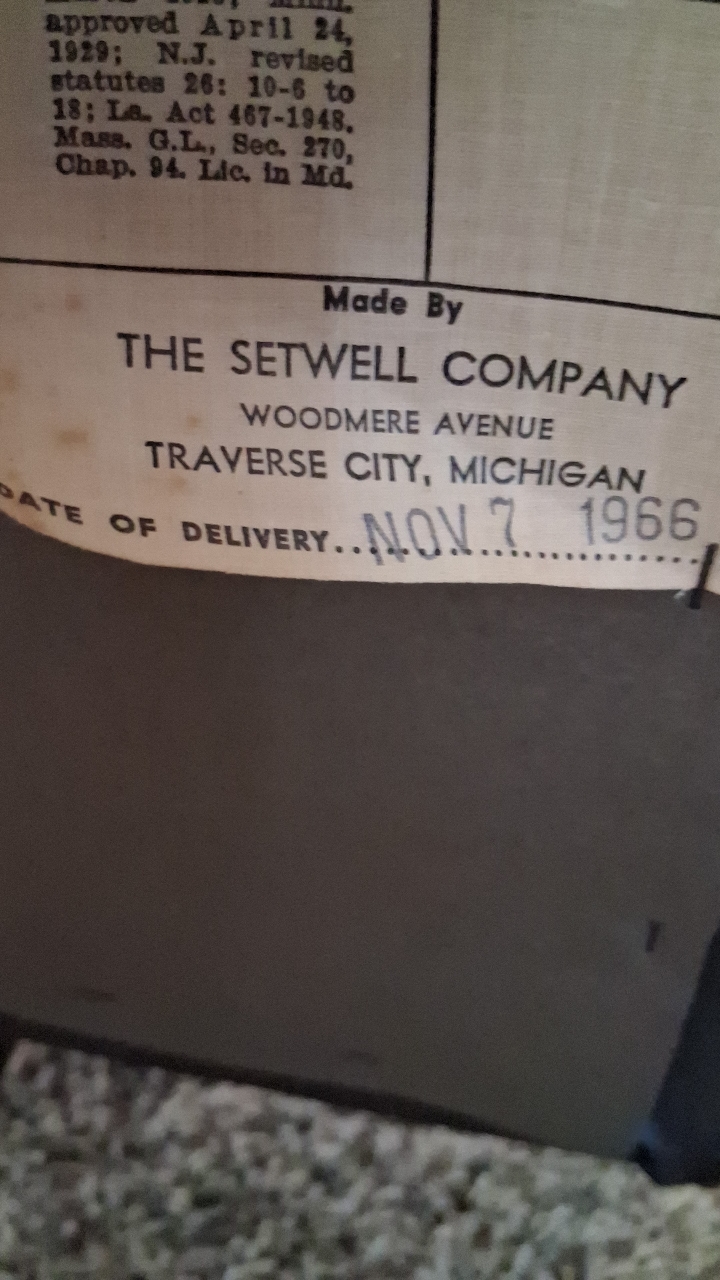 approved April 24,
1929; N.J. revised
statutes 26: 10-6 to
18; La. Act 467-1948.
Mass. G.L., Sec. 270,
Chap. 94. Lic. in Md.
Made By
THE SETWELL COMPANY
WOODMERE AVENUE
TRAVERSE CITY, MICHIGAN
DATE OF DELIVERY..................NOV 7 1966